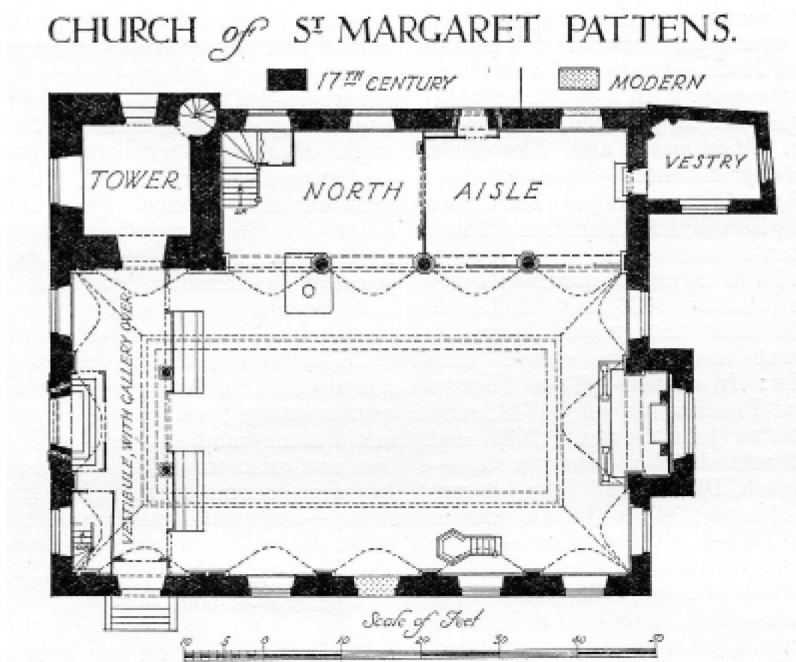 CHURCH of ST MARGARET PATTENS.
17TH CENTURY
MODERN
TOWER.
NORTH AISLE
VESTRY
VESTIBULE, WITH GALLERY OVER
Scale of Feet
10 5 0 10 20 30 40 50